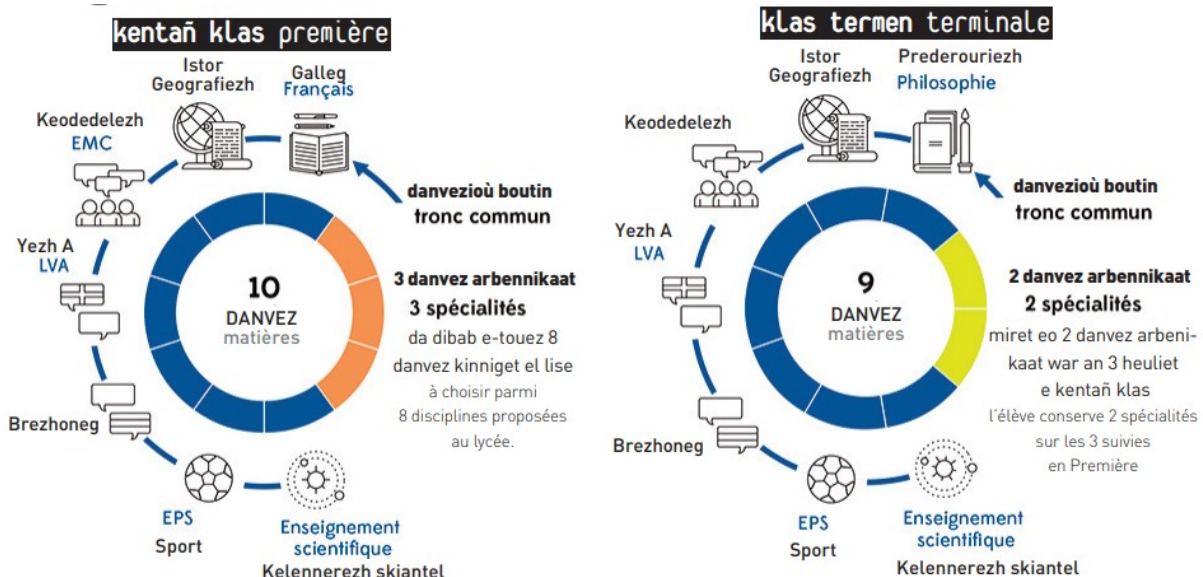 kentañ klas première
Istor
Geografiezh
Galleg
Français
Keodedelezh
EMC
danvezioù boutin
tronc commun
Yezh A
LVA
10
DANVEZ
matières
3 danvez arbennikaat
3 spécialités
da dibab e-touez 8
danvez kinniget el lise
à choisir parmi
8 disciplines proposées
au lycée.
Brezhoneg
EPS
Sport
Enseignement
scientifique
Kelennerezh skiantel
klas termen terminale
Istor
Geografiezh
Prederouriezh
Philosophie
Keodedelezh
danvezioù boutin
tronc commun
Yezh A
LVA
9
DANVEZ
matières
2 danvez arbennikaat
2 spécialités
miret eo 2 danvez arbeni-
kaat war an 3 heuliet
e kentañ klas
l'élève conserve 2 spécialités
sur les 3 suivies
en Première
Brezhoneg
EPS
Sport
Enseignement
scientifique
Kelennerezh skiantel